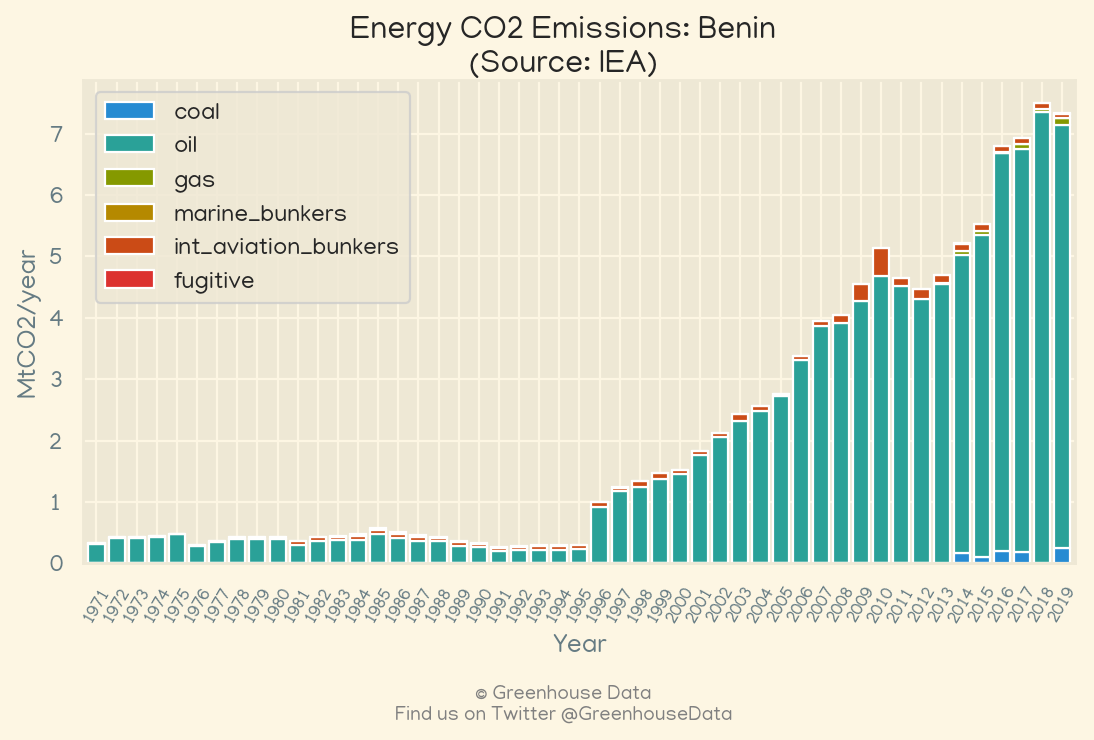 Energy CO2 Emissions: Benin
(Source: IEA)
coal
oil
gas
marine_bunkers
int_aviation_bunkers
fugitive
MtCO2/year
7
6
5
4
3
2
1
0
1971 1972 1973 1974 1975 1976 1977 1978 1979 1980 1981 1982 1983 1984 1985 1986 1987 1988 1989 1990 1991 1992 1993 1994 1995 1996 1997 1998 1999 2000 2001 2002 2003 2004 2005 2006 2007 2008 2009 2010 2011 2012 2013 2014 2015 2016 2017 2018 2019
Year
© Greenhouse Data
Find us on Twitter @GreenhouseData